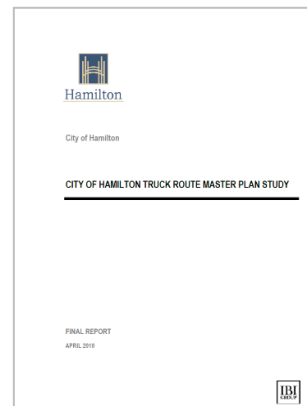 Hamilton
City of Hamilton
CITY OF HAMILTON TRUCK ROUTE MASTER PLAN STUDY
FINAL REPORT
APRIL 2010
IBI
GROUP